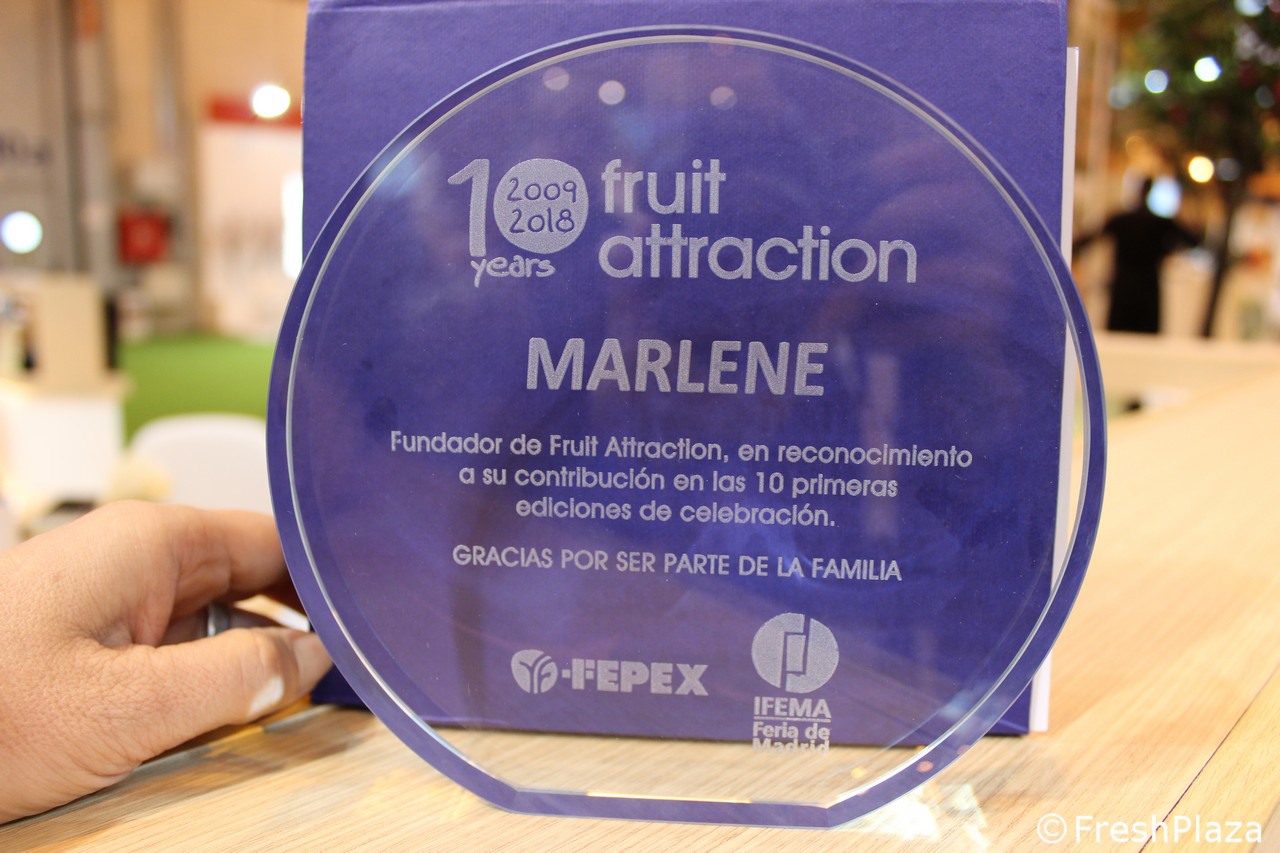 10 2009 2018 years
fruit
attraction
MARLENE
Fundador de Fruit Attraction, en reconocimiento
a su contribución en las 10 primeras
ediciones de celebración.
GRACIAS POR SER PARTE DE LA FAMILIA
FEPEX
IFEMA
Feria de
Madrid
©FreshPlaza